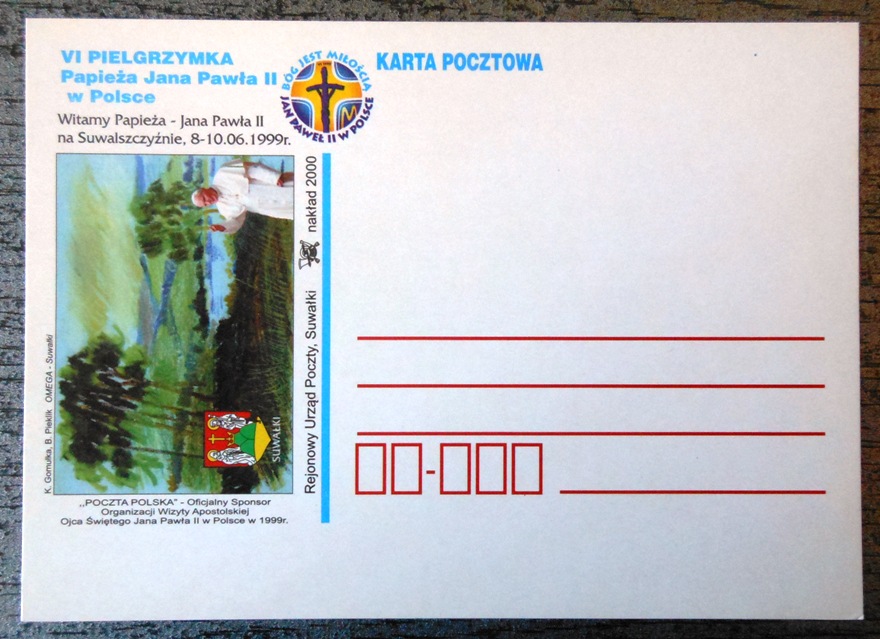 VI PIELGRZYMKA
Papieża Jana Pawła II
w Polsce
Witamy Papieża - Jana Pawła II
na Suwalszczyźnie, 8-10.06.1999r.
BÓG JEST MIŁOŚCIĄ
JAN PAWEŁ II W POLSCE
KARTA POCZTOWA
K. Gomułka, B. Pieklik OMEGA - Suwałki
SUWAŁKI
Rejonowy Urząd Poczty, Suwałki nakład 2000
,,POCZTA POLSKA" - Oficjalny Sponsor
Organizacji Wizyty Apostolskiej
Ojca Świętego Jana Pawła II w Polsce w 1999r.